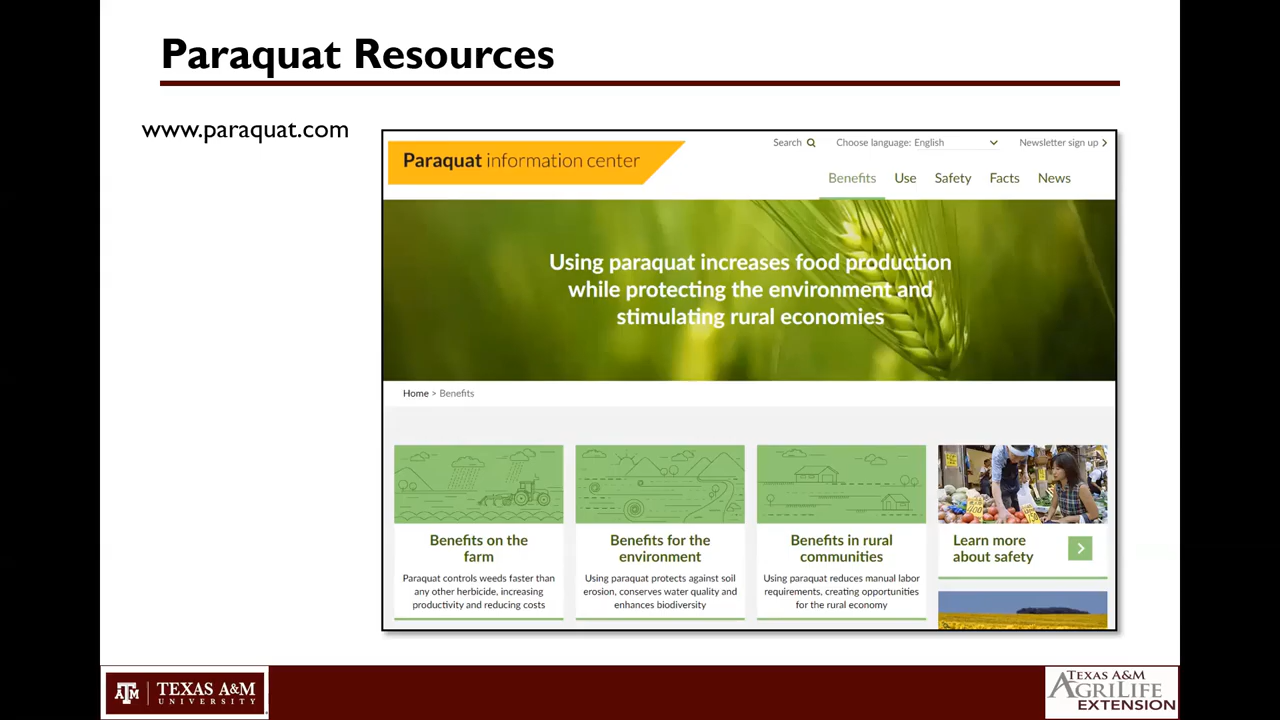 Paraquat Resources
www.paraquat.com
Search
Choose language: English
Newsletter sign up
Paraquat information center
Benefits Use Safety Facts News
Using paraquat increases food production
while protecting the environment and
stimulating rural economies
Home > Benefits
Benefits on the
farm
Paraquat controls weeds faster than
any other herbicide, increasing
productivity and reducing costs
Benefits for the
environment
Using paraquat protects against soil
erosion, conserves water quality and
enhances biodiversity
Benefits in rural
communities
Using paraquat reduces manual labor
requirements, creating opportunities
for the rural economy
Learn more
about safety
ATM
TEXAS A&M
UNIVERSITY
TEXAS A&M
AGRILIFE
EXTENSION